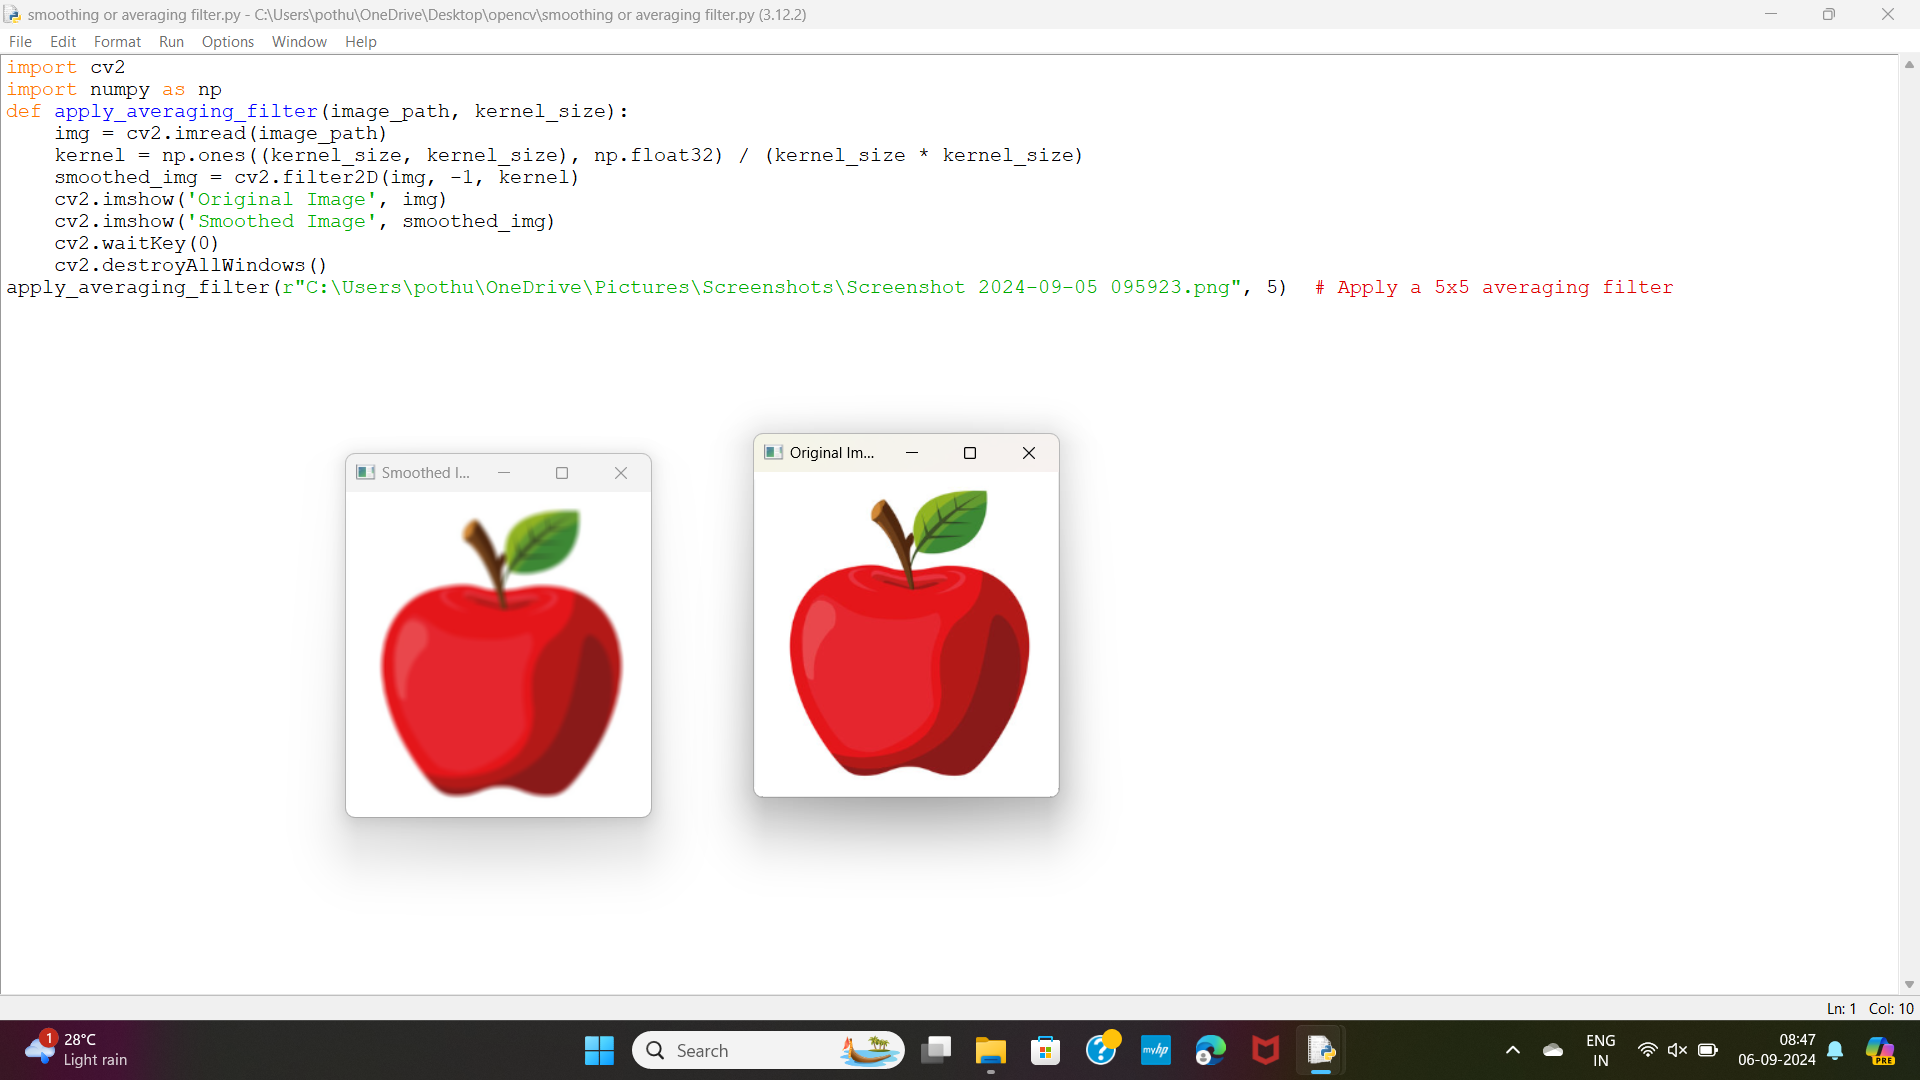 smoothing or averaging filter.py - C:\Users\pothu\OneDrive\Desktop\opencv\smoothing or averaging filter.py (3.12.2)
File Edit Format Run Options Window Help
import cv2
import numpy as np
def apply_averaging_filter(image_path, kernel_size):
    img = cv2.imread(image_path)
    kernel = np.ones((kernel_size, kernel_size), np.float32) / (kernel_size * kernel_size)
    smoothed_img = cv2.filter2D(img, -1, kernel)
    cv2.imshow('Original Image', img)
    cv2.imshow('Smoothed Image', smoothed_img)
    cv2.waitKey(0)
    cv2.destroyAllWindows()
apply_averaging_filter(r"C:\Users\pothu\OneDrive\Pictures\Screenshots\Screenshot 2024-09-05 095923.png", 5)  # Apply a 5x5 averaging filter
Smoothed I...
Original Im...
Ln: 1 Col: 10
1
28°C
Light rain
Search
myhp
ENG
IN
08:47
06-09-2024
PRE